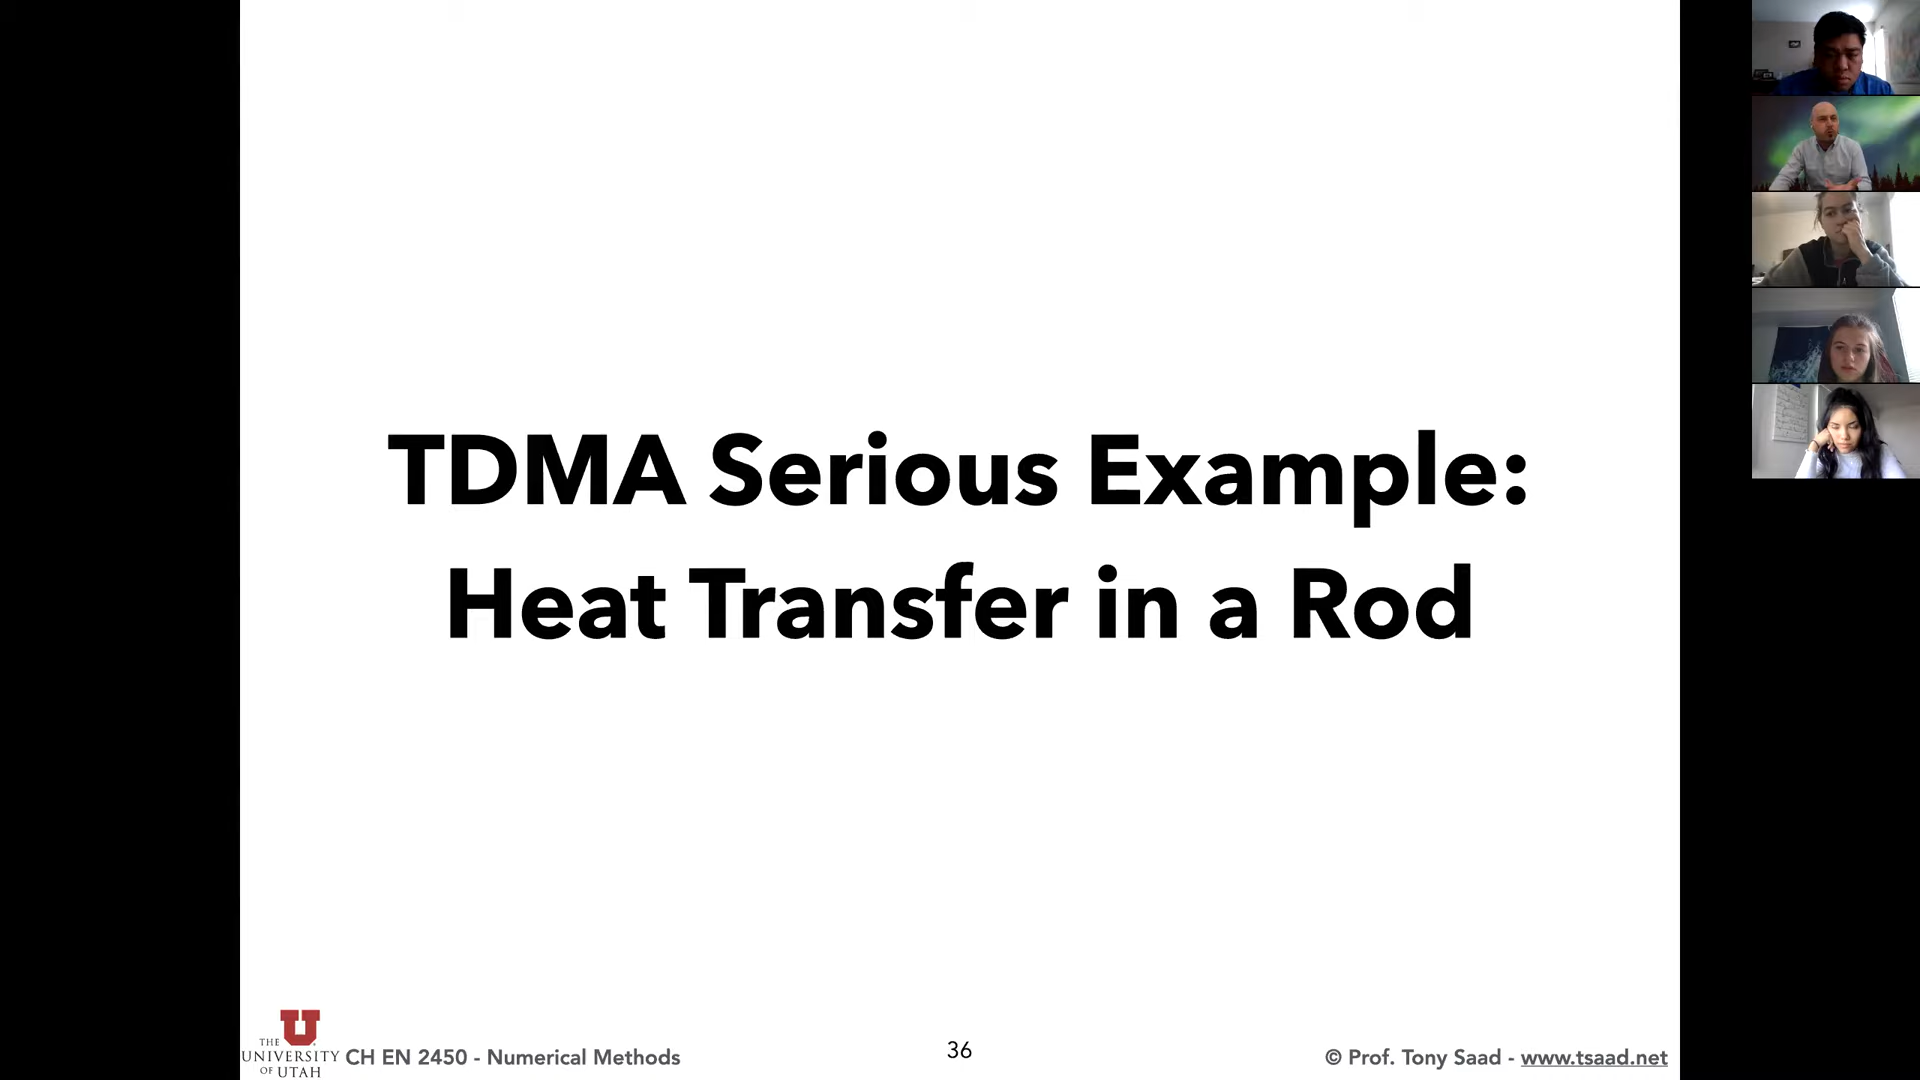 TDMA Serious Example:
Heat Transfer in a Rod
THE
UNIVERSITY
OF UTAH
CH EN 2450 - Numerical Methods
36
© Prof. Tony Saad - www.tsaad.net